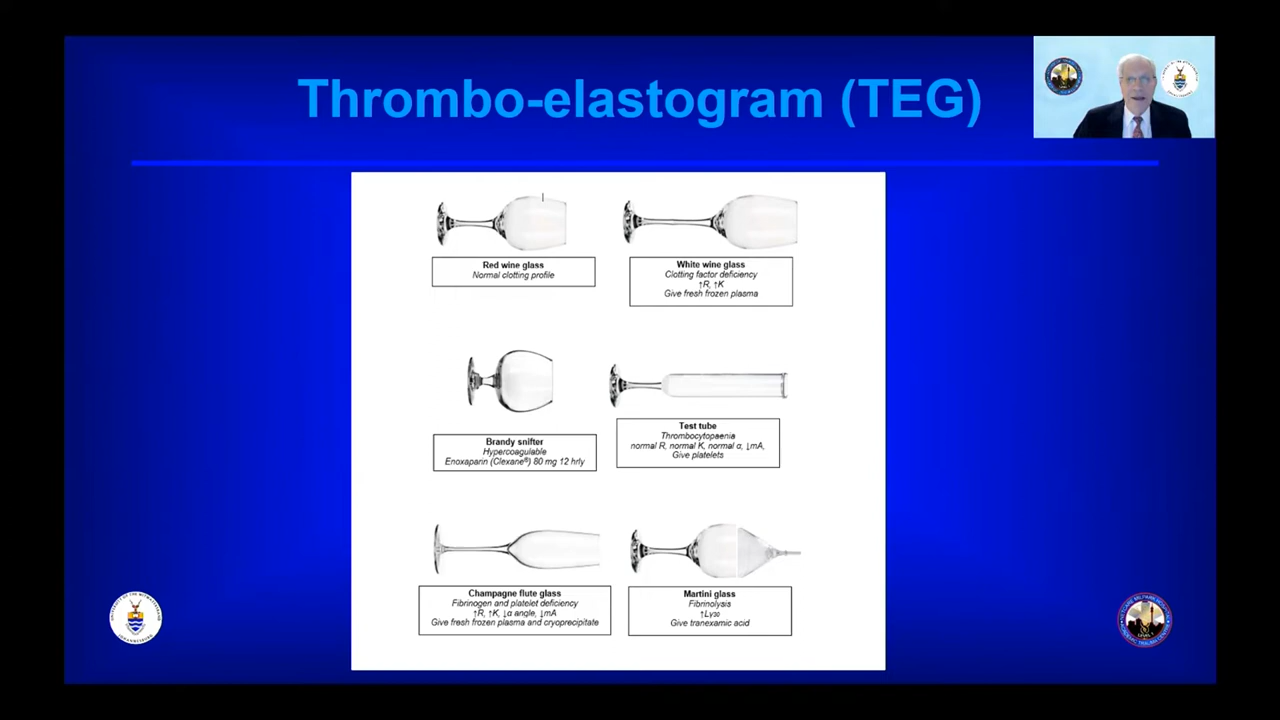 Thrombo-elastogram (TEG)
Red wine glass
Normal clotting profile
White wine glass
Clotting factor deficiency
↑R, ↑K
Give fresh frozen plasma
Brandy snifter
Hypercoagulable
Enoxaparin (Clexane®) 80 mg 12 hrly
Test tube
Thrombocytopaenia
normal R, normal K, normal α, ↓mA,
Give platelets
Champagne flute glass
Fibrinogen and platelet deficiency
↑R, ↑K, ↓α angle, ↓mA
Give fresh frozen plasma and cryoprecipitate
Martini glass
Fibrinolysis
↑Ly30
Give tranexamic acid
JOHANNESBURG
LEVEL 1